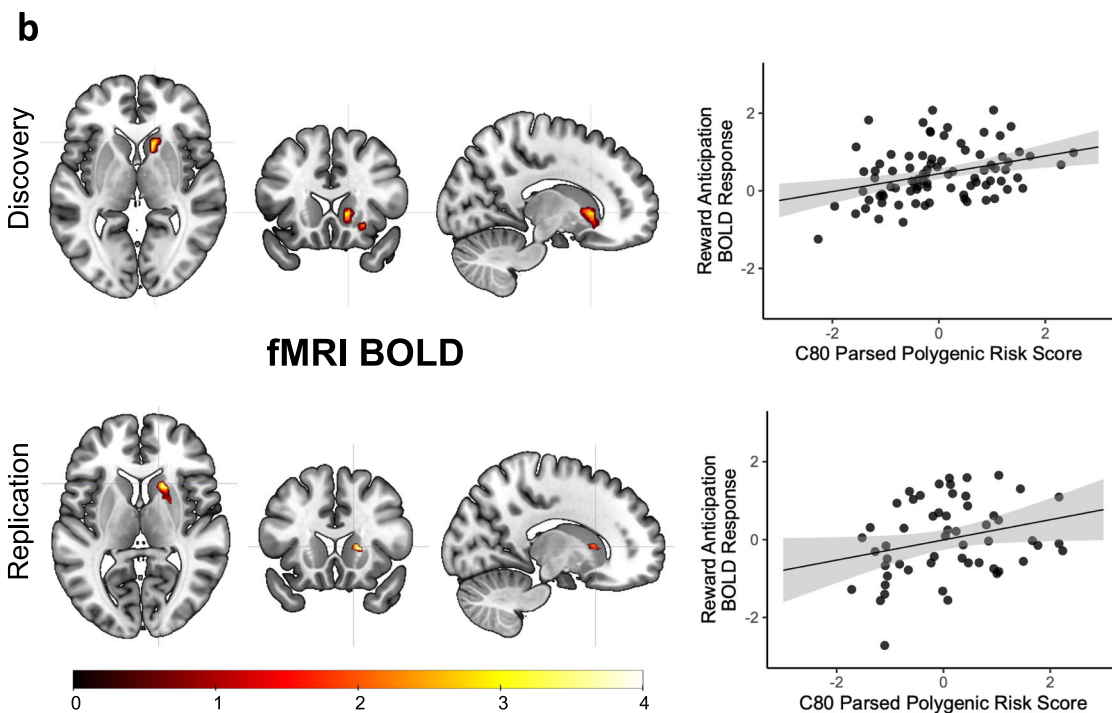 b
Discovery
Reward Anticipation
BOLD Response
2
0
-2
-2 0 2
C80 Parsed Polygenic Risk Score
fMRI BOLD
Replication
Reward Anticipation
BOLD Response
2
0
-2
-2 0 2
C80 Parsed Polygenic Risk Score
0 1 2 3 4